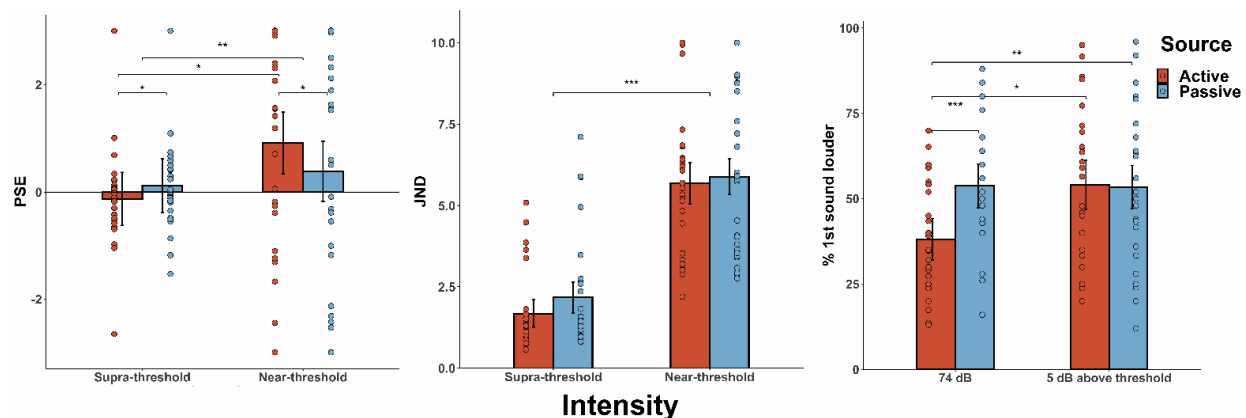 PSE
2
0
-2
**
*
*
*
Supra-threshold
Near-threshold
JND
10.0
7.5
5.0
2.5
0.0
***
Supra-threshold
Near-threshold
Intensity
% 1st sound louder
100
75
50
25
0
**
*
***
74 dB
5 dB above threshold
Source
Active
Passive